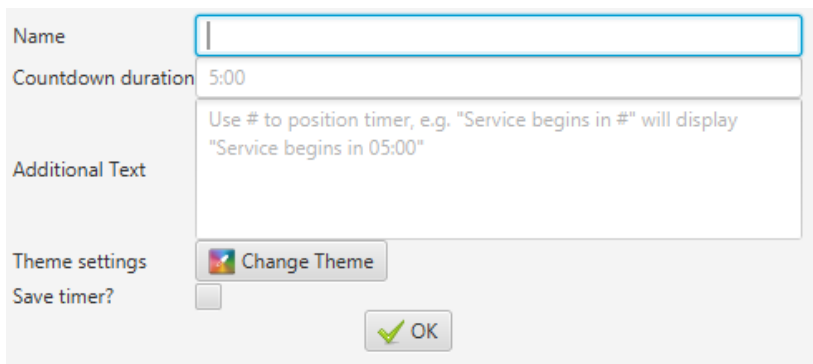 Name
Countdown duration 5:00
Use # to position timer, e.g. "Service begins in #" will display
"Service begins in 05:00"
Additional Text
Theme settings Change Theme
Save timer?
OK